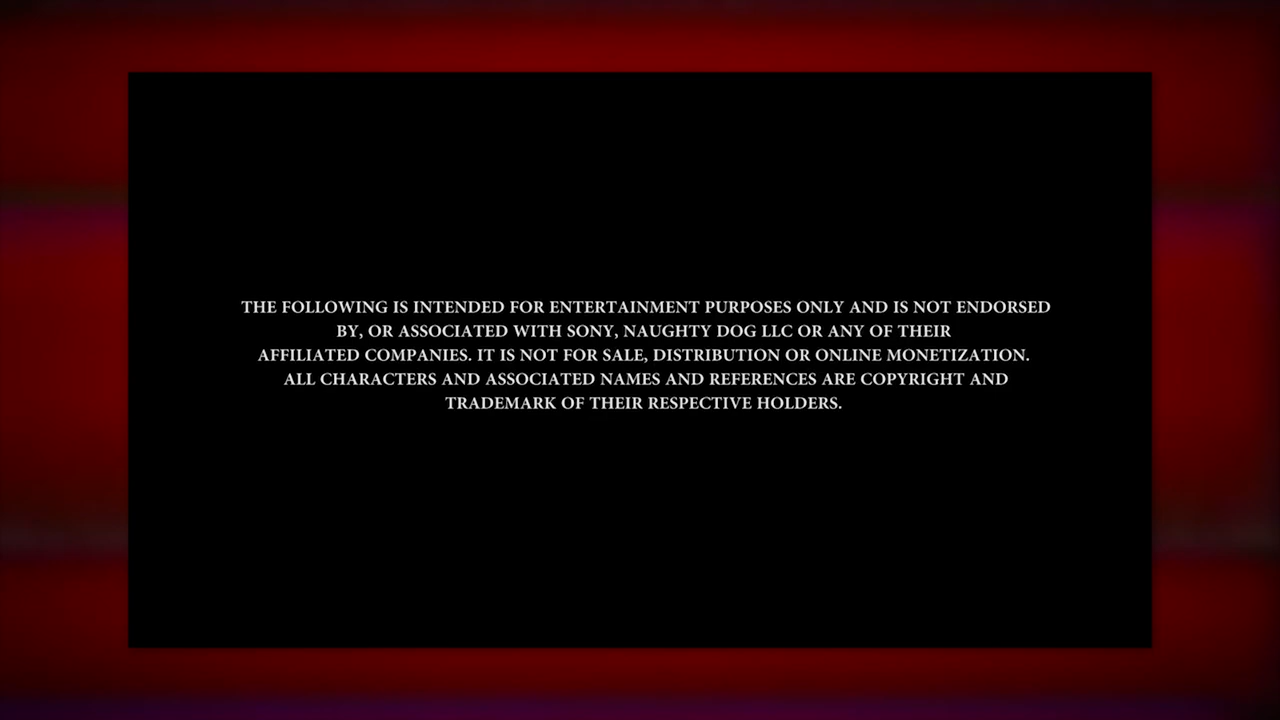 THE FOLLOWING IS INTENDED FOR ENTERTAINMENT PURPOSES ONLY AND IS NOT ENDORSED
BY, OR ASSOCIATED WITH SONY, NAUGHTY DOG LLC OR ANY OF THEIR
AFFILIATED COMPANIES. IT IS NOT FOR SALE, DISTRIBUTION OR ONLINE MONETIZATION.
ALL CHARACTERS AND ASSOCIATED NAMES AND REFERENCES ARE COPYRIGHT AND
TRADEMARK OF THEIR RESPECTIVE HOLDERS.